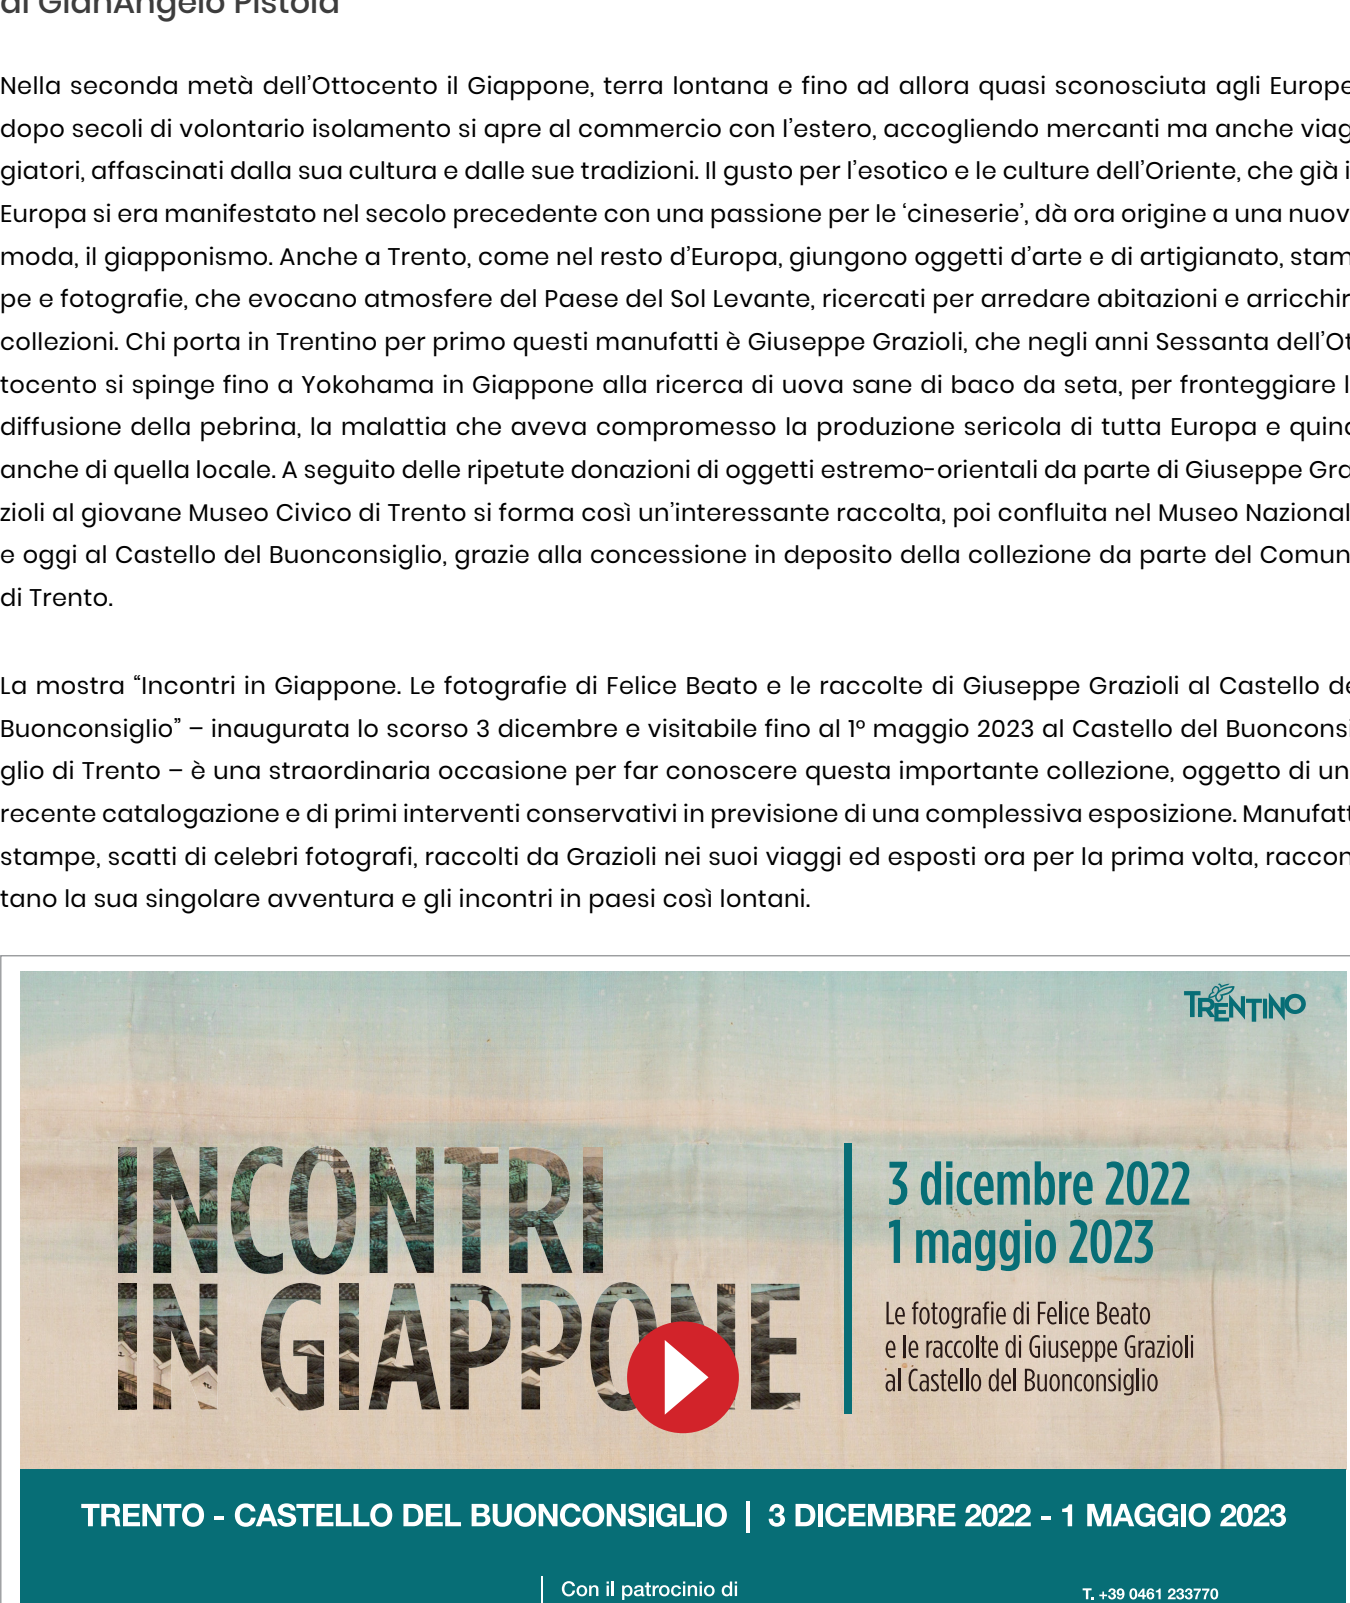 di GianAngelo Pistoia
Nella seconda metà dell’Ottocento il Giappone, terra lontana e fino ad allora quasi sconosciuta agli Europe
dopo secoli di volontario isolamento si apre al commercio con l’estero, accogliendo mercanti ma anche viag
giatori, affascinati dalla sua cultura e dalle sue tradizioni. Il gusto per l’esotico e le culture dell’Oriente, che già i
Europa si era manifestato nel secolo precedente con una passione per le ‘cineserie’, dà ora origine a una nuov
moda, il giapponismo. Anche a Trento, come nel resto d’Europa, giungono oggetti d’arte e di artigianato, stam
pe e fotografie, che evocano atmosfere del Paese del Sol Levante, ricercati per arredare abitazioni e arricchir
collezioni. Chi porta in Trentino per primo questi manufatti è Giuseppe Grazioli, che negli anni Sessanta dell’Ot
tocento si spinge fino a Yokohama in Giappone alla ricerca di uova sane di baco da seta, per fronteggiare l
diffusione della pebrina, la malattia che aveva compromesso la produzione sericola di tutta Europa e quind
anche di quella locale. A seguito delle ripetute donazioni di oggetti estremo-orientali da parte di Giuseppe Gra
zioli al giovane Museo Civico di Trento si forma così un’interessante raccolta, poi confluita nel Museo Nazional
e oggi al Castello del Buonconsiglio, grazie alla concessione in deposito della collezione da parte del Comun
di Trento.
La mostra “Incontri in Giappone. Le fotografie di Felice Beato e le raccolte di Giuseppe Grazioli al Castello de
Buonconsiglio” – inaugurata lo scorso 3 dicembre e visitabile fino al 1° maggio 2023 al Castello del Buonconsi
glio di Trento – è una straordinaria occasione per far conoscere questa importante collezione, oggetto di un
recente catalogazione e di primi interventi conservativi in previsione di una complessiva esposizione. Manufatt
stampe, scatti di celebri fotografi, raccolti da Grazioli nei suoi viaggi ed esposti ora per la prima volta, raccon
tano la sua singolare avventura e gli incontri in paesi così lontani.
TRENTINO
INCONTRI
IN GIAPPONE
3 dicembre 2022
1 maggio 2023
Le fotografie di Felice Beato
e le raccolte di Giuseppe Grazioli
al Castello del Buonconsiglio
TRENTO - CASTELLO DEL BUONCONSIGLIO | 3 DICEMBRE 2022 - 1 MAGGIO 2023
Con il patrocinio di
T. +39 0461 233770